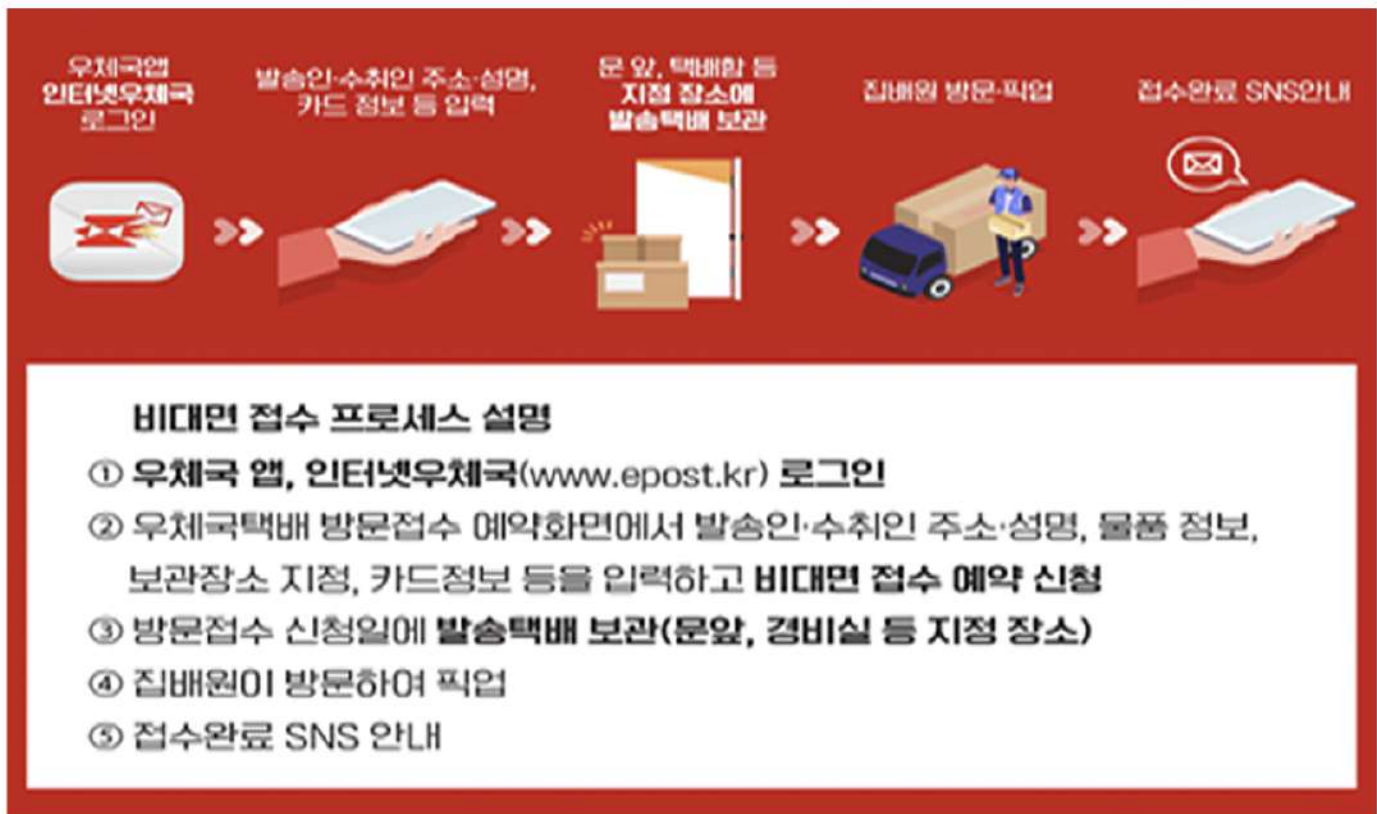 우체국앱
인터넷우체국
로그인
발송인·수취인 주소·성명,
카드 정보 등 입력
문 앞, 택배함 등
지정 장소에
발송택배 보관
집배원 방문·픽업
접수완료 SNS안내
비대면 접수 프로세스 설명
① 우체국 앱, 인터넷우체국(www.epost.kr) 로그인
② 우체국택배 방문접수 예약화면에서 발송인·수취인 주소·성명, 물품 정보,
보관장소 지정, 카드정보 등을 입력하고 비대면 접수 예약 신청
③ 방문접수 신청일에 발송택배 보관(문앞, 경비실 등 지정 장소)
④ 집배원이 방문하여 픽업
⑤ 접수완료 SNS 안내